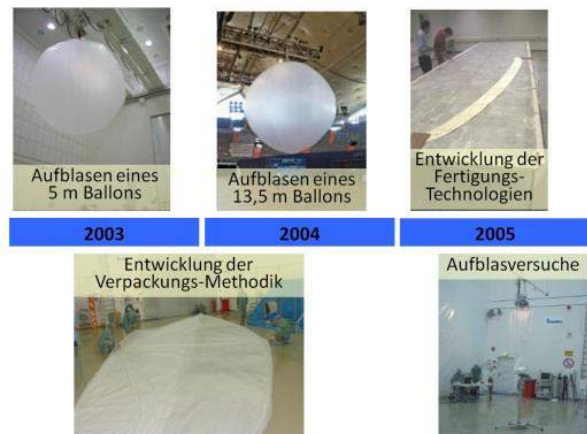 Aufblasen eines
5 m Ballons
Aufblasen eines
13,5 m Ballons
Entwicklung der
Fertigungs-
Technologien
2003
2004
2005
Entwicklung der
Verpackungs-Methodik
Aufblasversuche